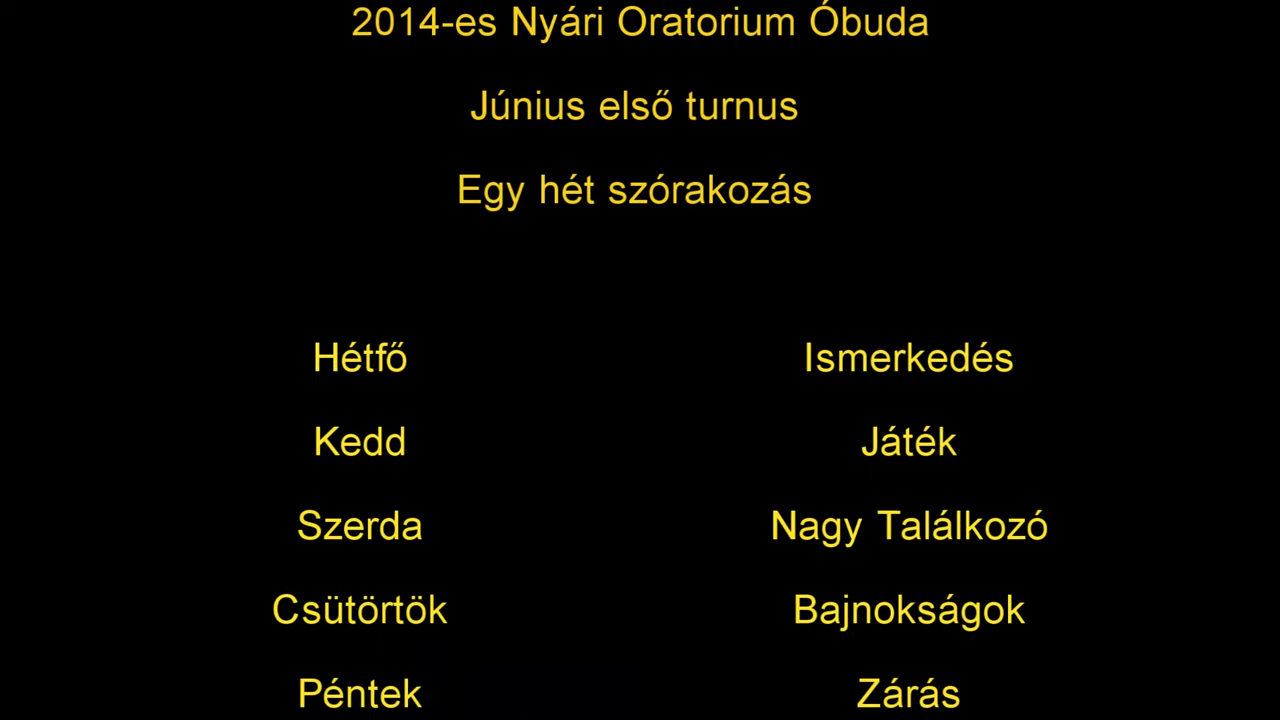 2014-es Nyári Oratorium Óbuda
Június első turnus
Egy hét szórakozás
Hétfő Ismerkedés
Kedd Játék
Szerda Nagy Találkozó
Csütörtök Bajnokságok
Péntek Zárás